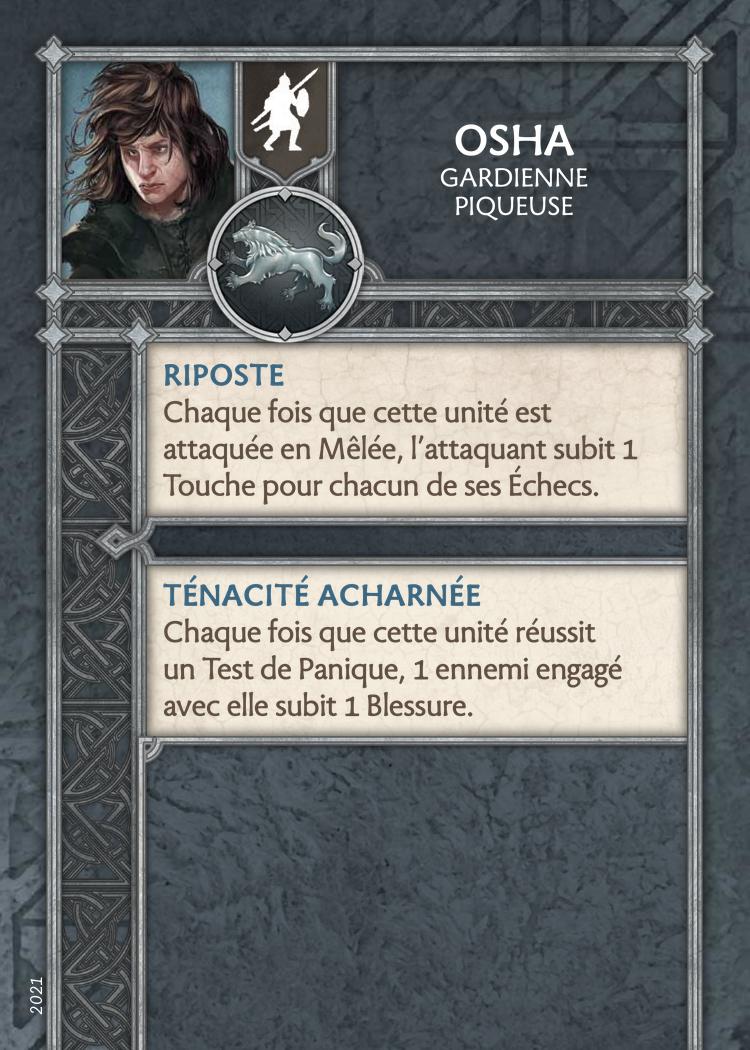 OSHA
GARDIENNE
PIQUEUSE
RIPOSTE
Chaque fois que cette unité est
attaquée en Mêlée, l'attaquant subit 1
Touche pour chacun de ses Échecs.
TÉNACITÉ ACHARNÉE
Chaque fois que cette unité réussit
un Test de Panique, 1 ennemi engagé
avec elle subit 1 Blessure.
2021